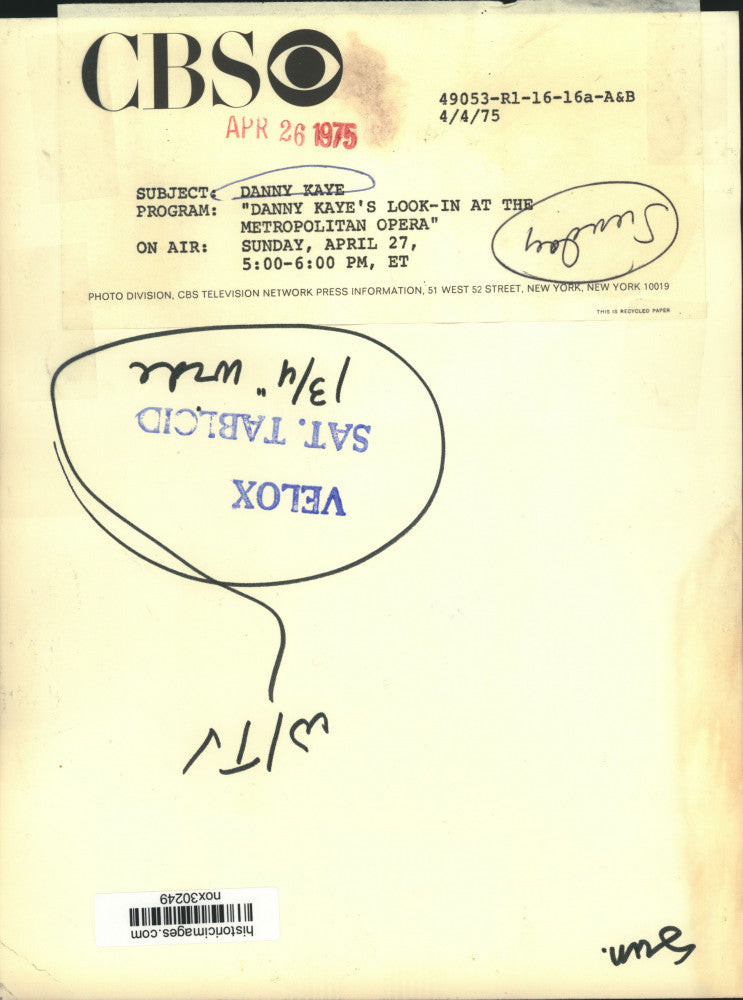 CBS
49053-R1-16-16a-A&B
4/4/75
APR 26 1975
SUBJECT: DANNY KAYE
PROGRAM: "DANNY KAYE'S LOOK-IN AT THE
METROPOLITAN OPERA"
ON AIR: SUNDAY, APRIL 27,
5:00-6:00 PM, ET
Sunday
PHOTO DIVISION, CBS TELEVISION NETWORK PRESS INFORMATION, 51 WEST 52 STREET, NEW YORK, NEW YORK 10019
THIS IS RECYCLED PAPER
1 3/4" wide
SAT. TABLOID
VELOX
W/TV
Sun.
historicimages.com
nox30249